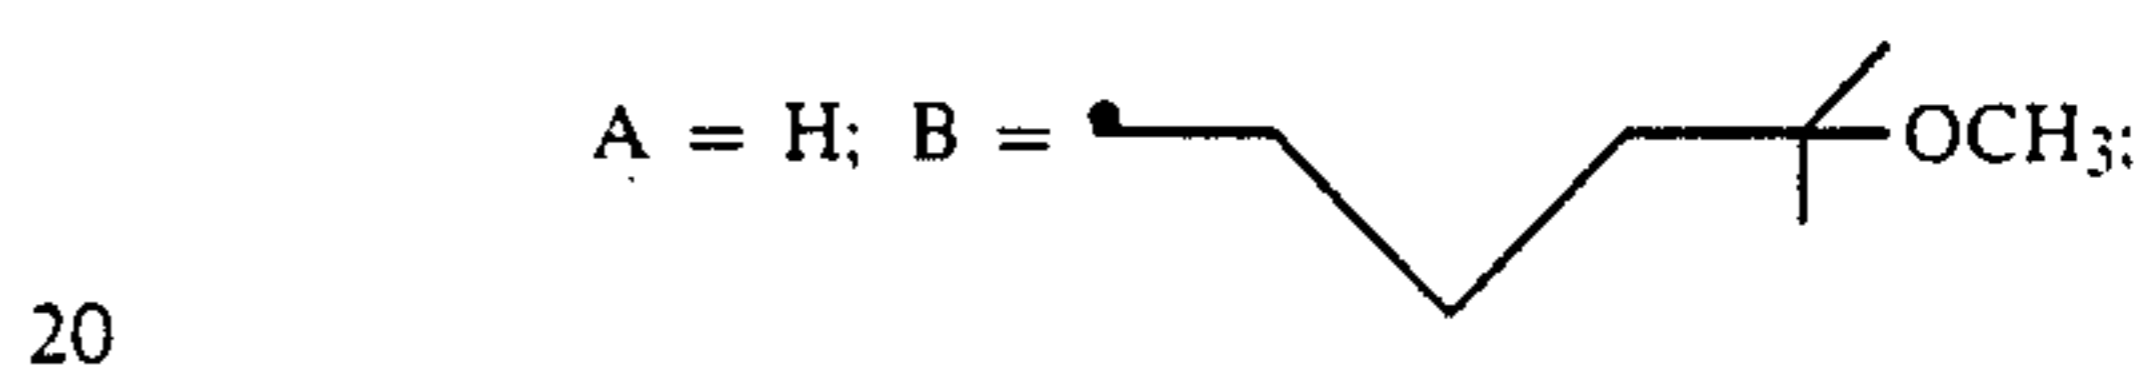 A = H; B = OCH3;
20